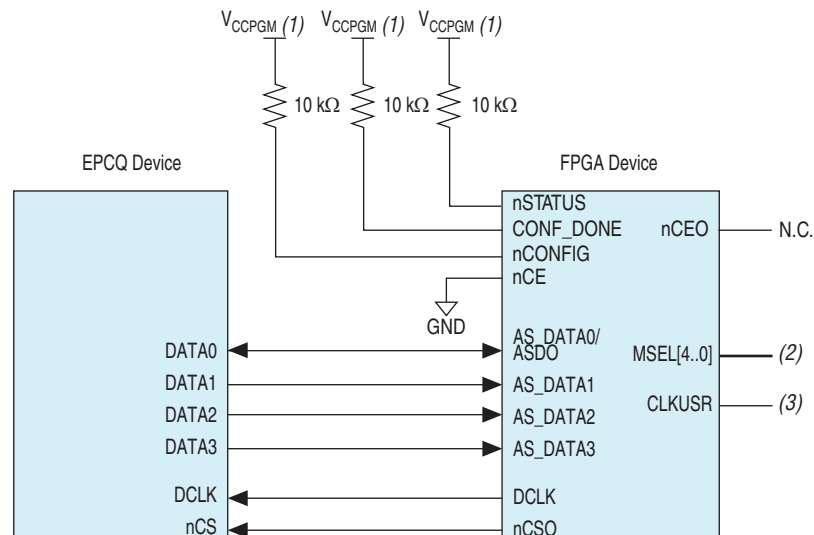 VCCPGM (1) VCCPGM (1) VCCPGM (1)
10 kΩ 10 kΩ 10 kΩ
EPCQ Device FPGA Device
nSTATUS
CONF_DONE nCEO N.C.
nCONFIG
nCE
GND
AS_DATA0/
DATA0 ASDO MSEL[4..0] (2)
DATA1 AS_DATA1
CLKUSR (3)
DATA2 AS_DATA2
DATA3 AS_DATA3
DCLK DCLK
nCS nCSO